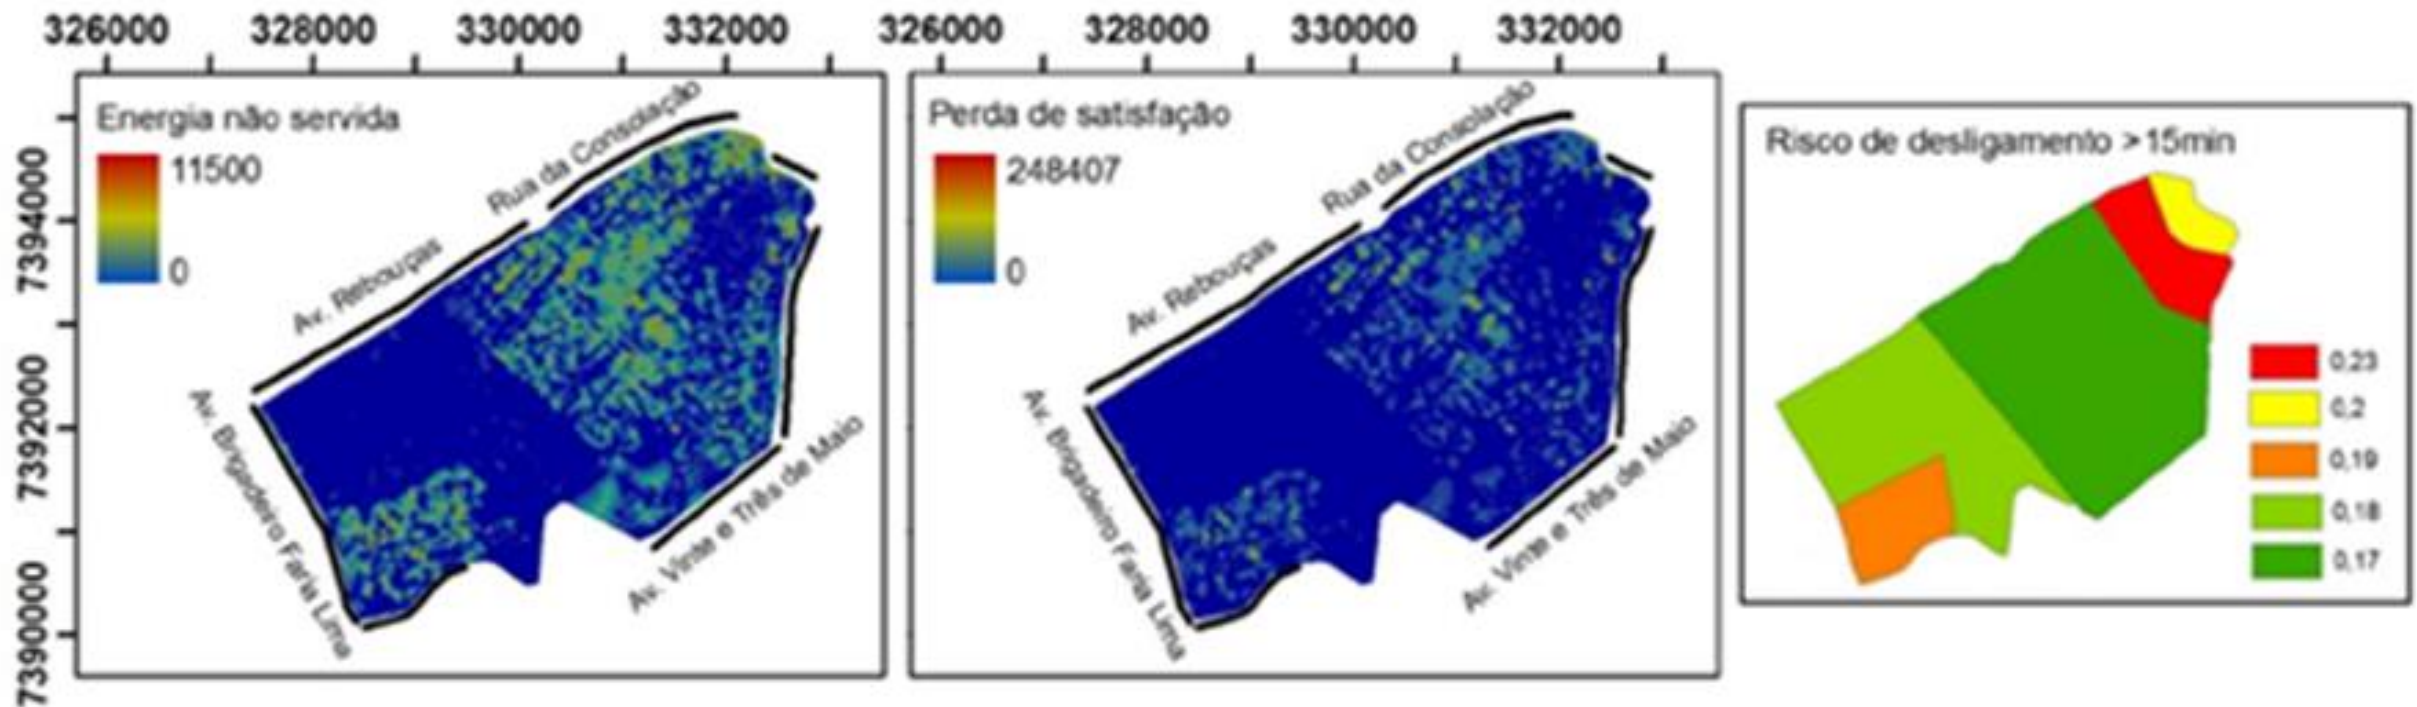 326000 328000 330000 332000
326000 328000 330000 332000
7394000
7392000
7390000
Energia não servida
11500
0
Rua da Consolação
Av. Rebouças
Av. Brigadeiro Faria Lima
Av. Vinte e Três de Maio
Perda de satisfação
248407
0
Rua da Consolação
Av. Rebouças
Av. Brigadeiro Faria Lima
Av. Vinte e Três de Maio
Risco de desligamento >15min
0,23
0,2
0,19
0,18
0,17